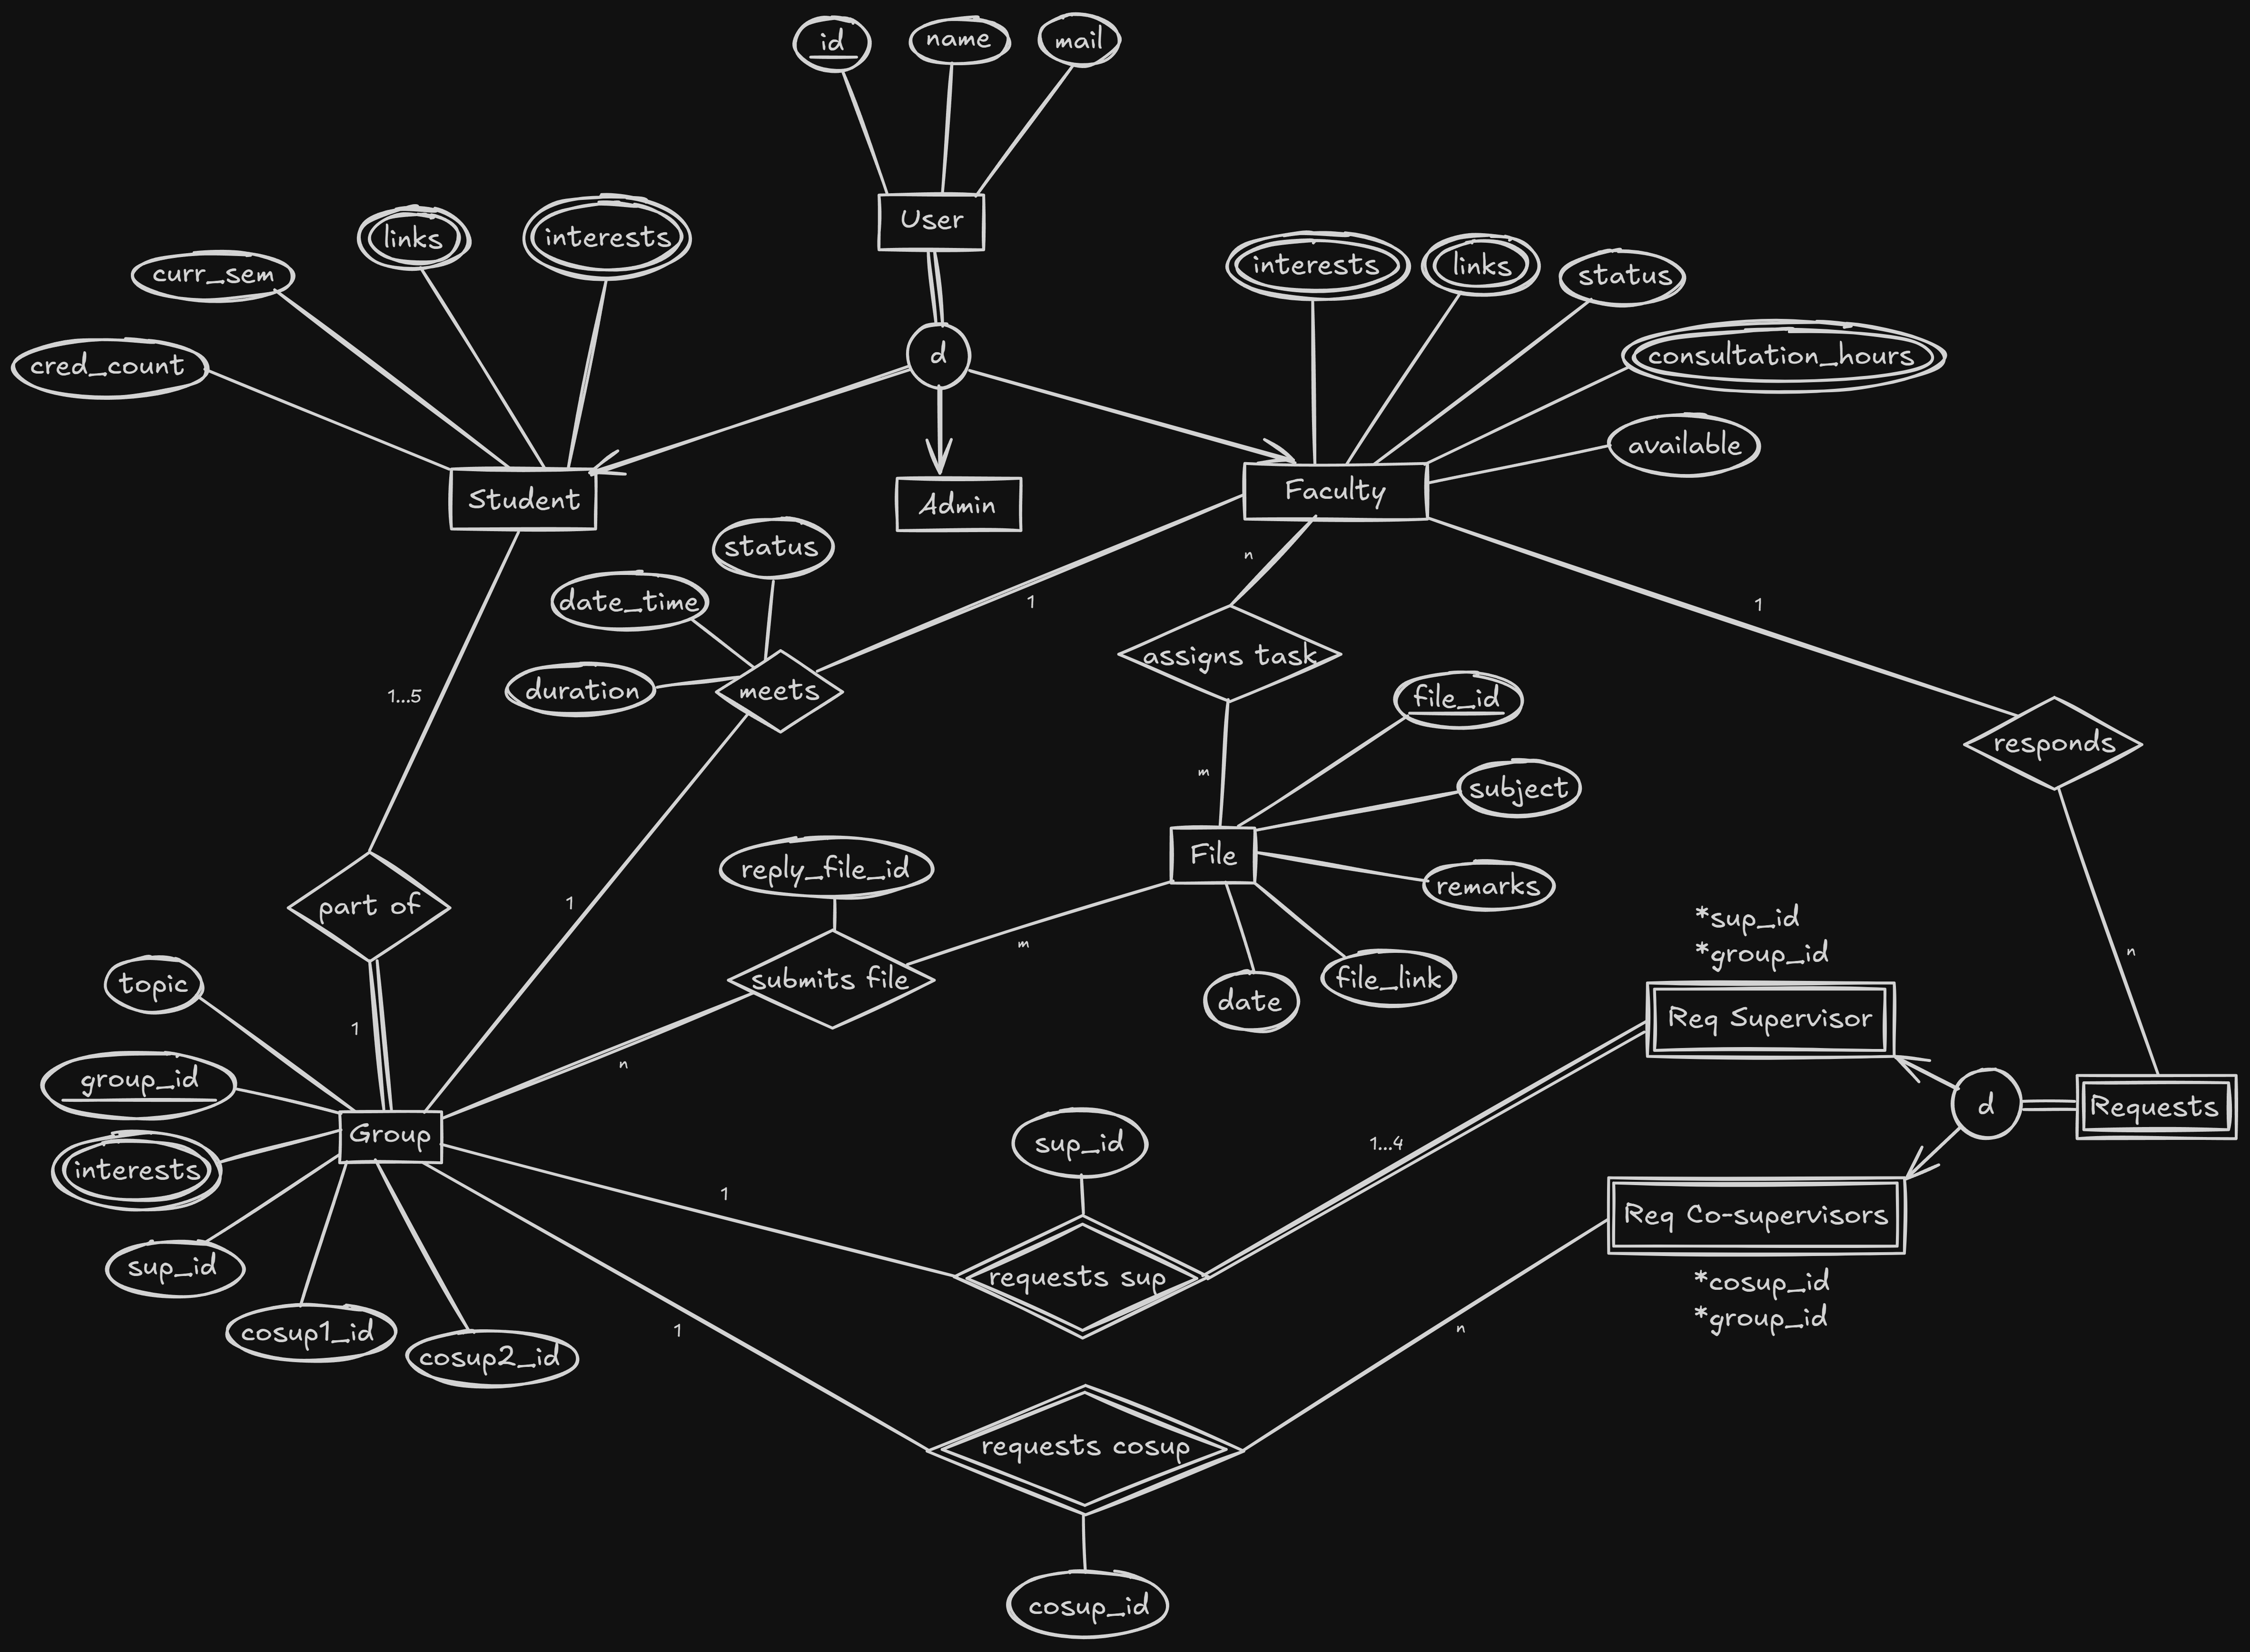 id
name
mail
User
links
interests
curr_sem
cred_count
interests
links
status
consultation_hours
available
d
Student
Admin
Faculty
status
date_time
duration
meets
n
1
1
assigns task
1...5
file_id
responds
m
subject
reply_file_id
File
remarks
1
part of
submits file
m
date
file_link
n
*sup_id
*group_id
Req Supervisor
topic
1
n
group_id
Group
interests
sup_id
cosup1_id
cosup2_id
d
Requests
sup_id
1...4
1
requests sup
Req Co-supervisors
*cosup_id
*group_id
1
n
requests cosup
cosup_id